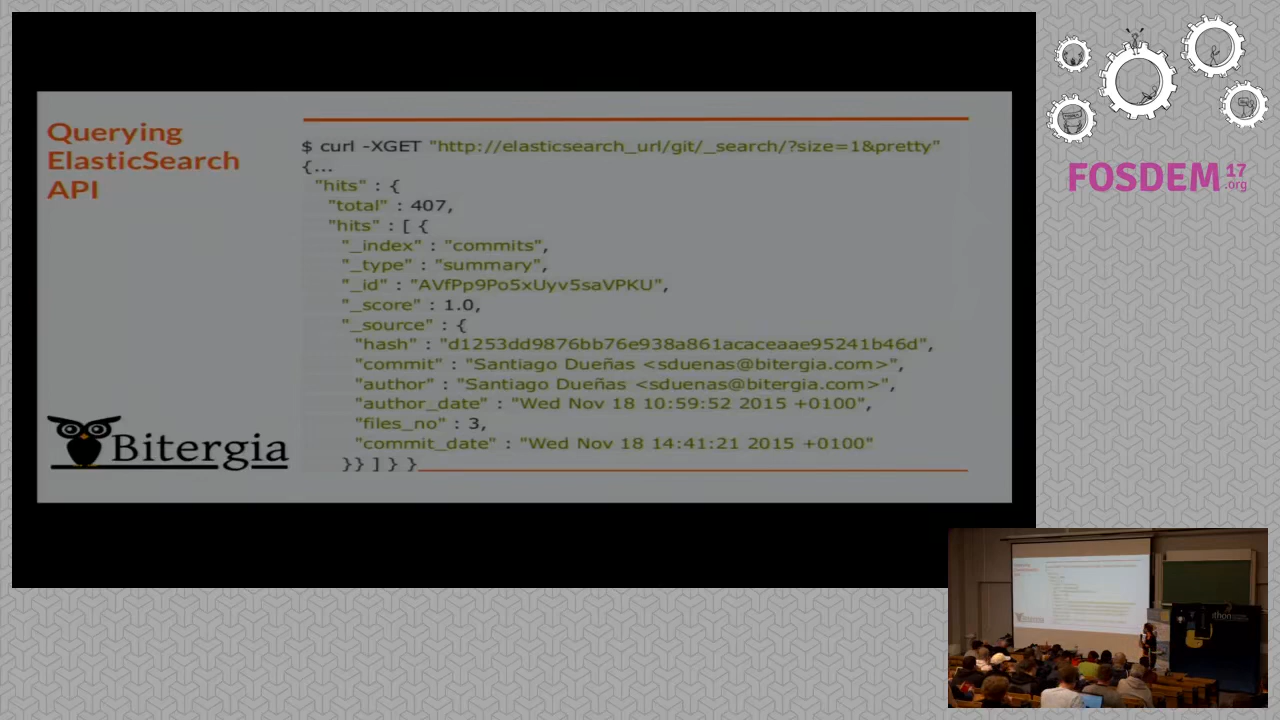 Querying
ElasticSearch
API
$ curl -XGET "http://elasticsearch_url/git/_search/?size=1&pretty"
{...
"hits" : {
"total" : 407,
"hits" : [ {
"_index" : "commits",
"_type" : "summary",
"_id" : "AVfPp9Po5xUyv5saVPKU",
"_score" : 1.0,
"_source" : {
"hash" : "d1253dd9876bb76e938a861acaceaae95241b46d",
"commit" : "Santiago Dueñas <sduenas@bitergia.com>",
"author" : "Santiago Dueñas <sduenas@bitergia.com>",
"author_date" : "Wed Nov 18 10:59:52 2015 +0100",
"files_no" : 3,
"commit_date" : "Wed Nov 18 14:41:21 2015 +0100"
}} ] } }
Bitergia
FOSDEM 17
.org